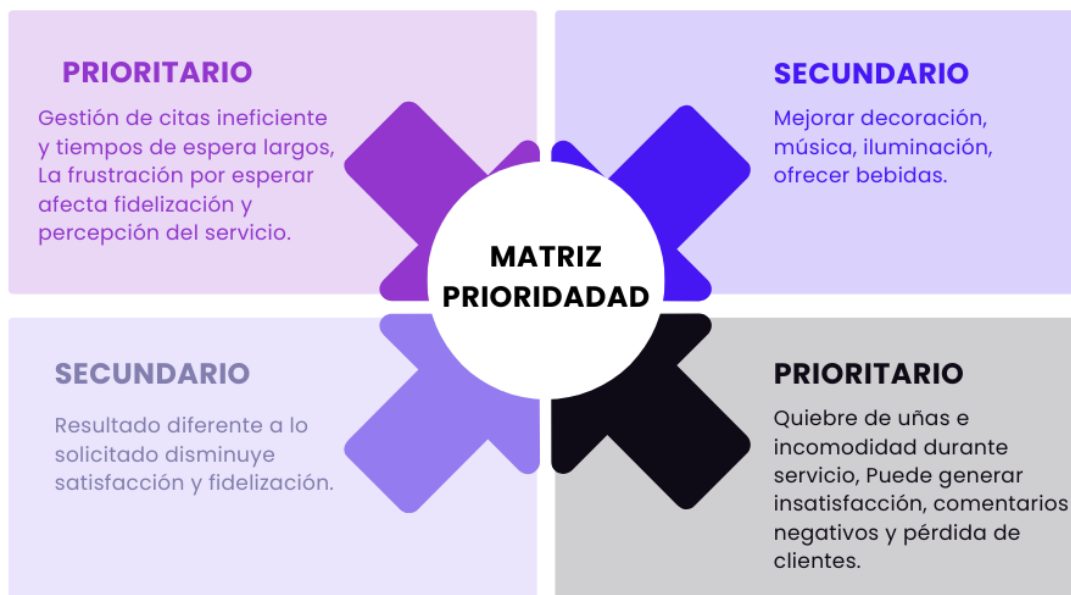 PRIORITARIO
Gestión de citas ineficiente
y tiempos de espera largos,
La frustración por esperar
afecta fidelización y
percepción del servicio.
SECUNDARIO
Mejorar decoración,
música, iluminación,
ofrecer bebidas.
MATRIZ
PRIORIDADAD
SECUNDARIO
Resultado diferente a lo
solicitado disminuye
satisfacción y fidelización.
PRIORITARIO
Quiebre de uñas e
incomodidad durante
servicio, Puede generar
insatisfacción, comentarios
negativos y pérdida de
clientes.